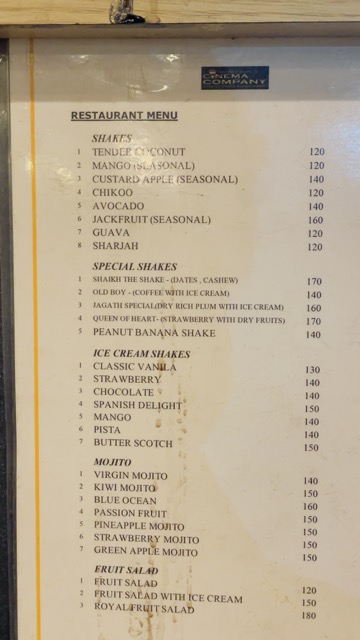 CINEMA
COMPANY
RESTAURANT MENU
SHAKES
1 TENDER COCONUT 120
2 MANGO (SEASONAL) 120
3 CUSTARD APPLE (SEASONAL) 140
4 CHIKOO 120
5 AVOCADO 140
6 JACKFRUIT (SEASONAL) 160
7 GUAVA 120
8 SHARJAH 120
SPECIAL SHAKES
1 SHAIKH THE SHAKE - (DATES , CASHEW) 170
2 OLD BOY - (COFFEE WITH ICE CREAM) 140
3 JAGATH SPECIAL(DRY RICH PLUM WITH ICE CREAM) 160
4 QUEEN OF HEART- (STRAWBERRY WITH DRY FRUITS) 170
5 PEANUT BANANA SHAKE 140
ICE CREAM SHAKES
1 CLASSIC VANILA 130
2 STRAWBERRY 140
3 CHOCOLATE 140
4 SPANISH DELIGHT 150
5 MANGO 140
6 PISTA 140
7 BUTTER SCOTCH 150
MOJITO
1 VIRGIN MOJITO 140
2 KIWI MOJITO 150
3 BLUE OCEAN 160
4 PASSION FRUIT 150
5 PINEAPPLE MOJITO 150
6 STRAWBERRY MOJITO 150
7 GREEN APPLE MOJITO 150
FRUIT SALAD
1 FRUIT SALAD 120
2 FRUIT SALAD WITH ICE CREAM 150
3 ROYAL FRUIT SALAD 180